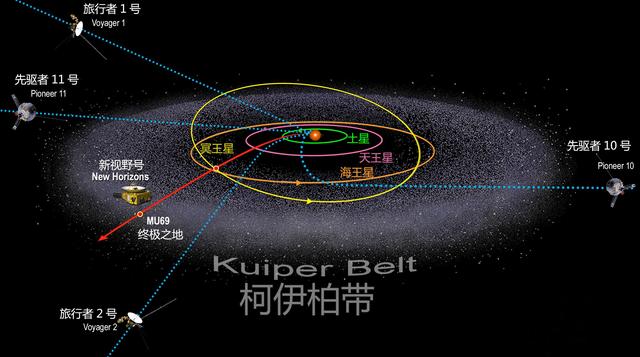 旅行者 1 号
Voyager 1
先驱者 11 号
Pioneer 11
土星
冥王星
天王星
海王星
先驱者 10 号
Pioneer 10
新视野号
New Horizons
MU69
终极之地
Kuiper Belt
柯伊柏带
旅行者 2 号
Voyager 2